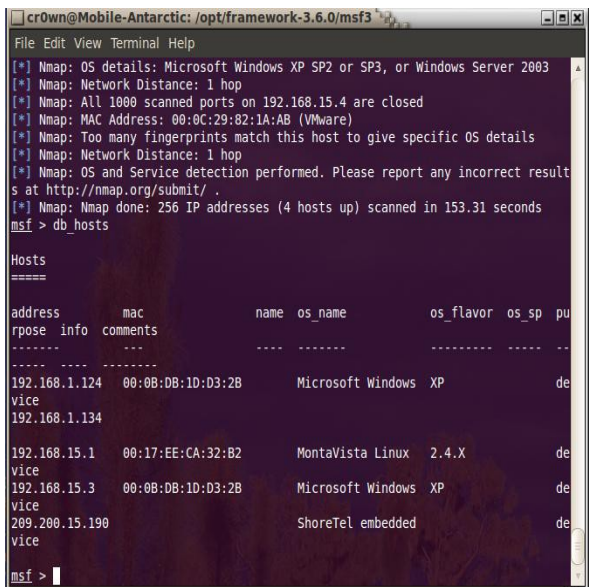 cr0wn@Mobile-Antarctic: /opt/framework-3.6.0/msf3
File Edit View Terminal Help
[*] Nmap: OS details: Microsoft Windows XP SP2 or SP3, or Windows Server 2003
[*] Nmap: Network Distance: 1 hop
[*] Nmap: All 1000 scanned ports on 192.168.15.4 are closed
[*] Nmap: MAC Address: 00:0C:29:82:1A:AB (VMware)
[*] Nmap: Too many fingerprints match this host to give specific OS details
[*] Nmap: Network Distance: 1 hop
[*] Nmap: OS and Service detection performed. Please report any incorrect result
s at http://nmap.org/submit/ .
[*] Nmap: Nmap done: 256 IP addresses (4 hosts up) scanned in 153.31 seconds
msf > db_hosts
Hosts
=====
address mac name os_name os_flavor os_sp pu
rpose info comments
------- --- ---- ------- --------- ----- --
----- ---- --------
192.168.1.124 00:0B:DB:1D:D3:2B Microsoft Windows XP de
vice
192.168.1.134
192.168.15.1 00:17:EE:CA:32:B2 MontaVista Linux 2.4.X de
vice
192.168.15.3 00:0B:DB:1D:D3:2B Microsoft Windows XP de
vice
209.200.15.190 ShoreTel embedded de
vice
msf >